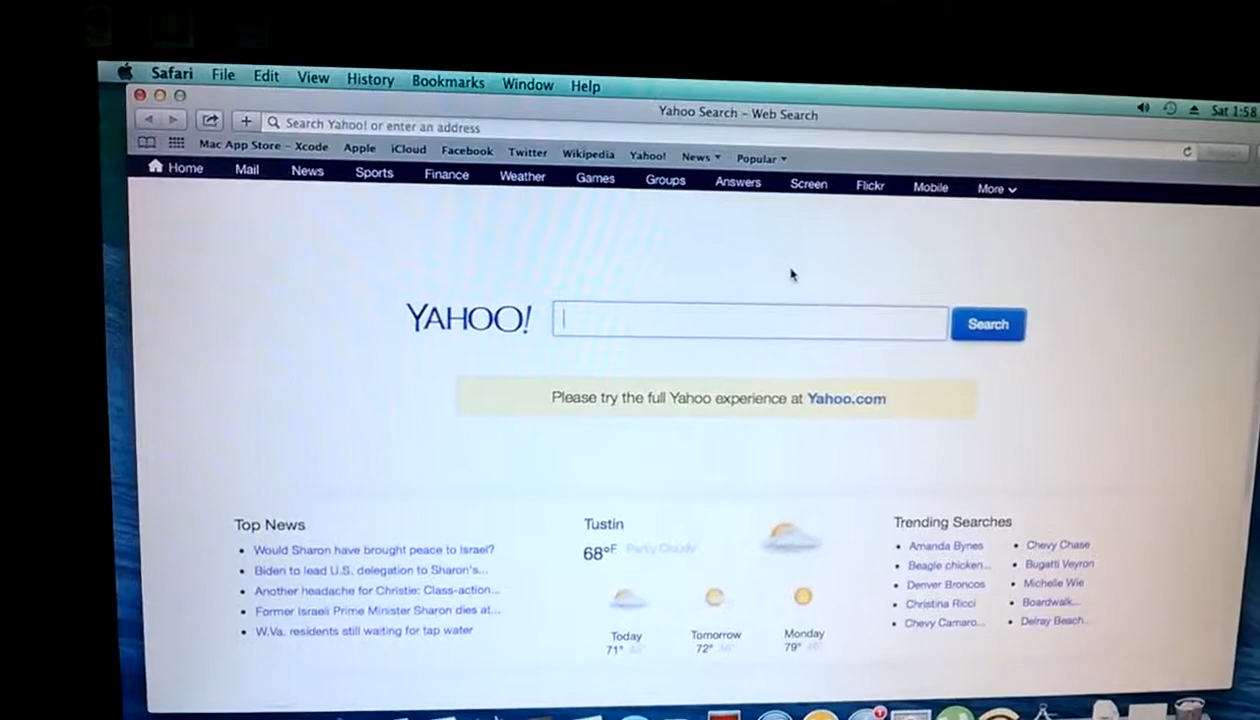 Safari File Edit View History Bookmarks Window Help
Sat 1:58
Yahoo Search – Web Search
Search Yahoo! or enter an address
Mac App Store – Xcode Apple iCloud Facebook Twitter Wikipedia Yahoo! News Popular
Home Mail News Sports Finance Weather Games Groups Answers Screen Flickr Mobile More
YAHOO!
Search
Please try the full Yahoo experience at Yahoo.com
Top News
Would Sharon have brought peace to Israel?
Biden to lead U.S. delegation to Sharon's...
Another headache for Christie: Class-action...
Former Israeli Prime Minister Sharon dies at...
W.Va. residents still waiting for tap water
Tustin
68°F Partly Cloudy
Today
71°
Tomorrow
72°
Monday
79°
Trending Searches
Amanda Bynes
Beagle chicken...
Denver Broncos
Christina Ricci
Chevy Camaro...
Chevy Chase
Bugatti Veyron
Michelle Wie
Boardwalk...
Delray Beach...